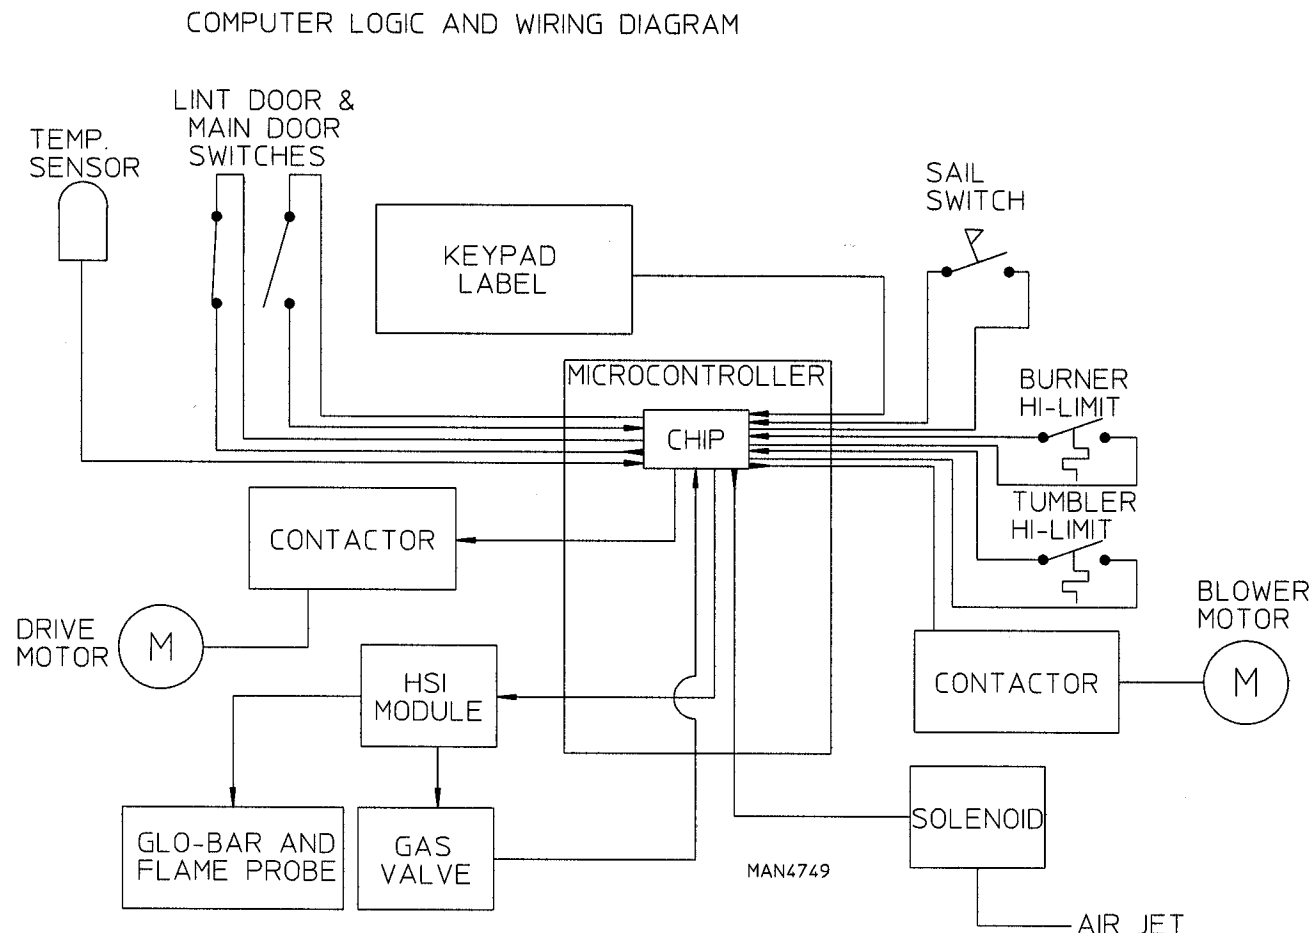 COMPUTER LOGIC AND WIRING DIAGRAM
LINT DOOR &
MAIN DOOR
SWITCHES
TEMP.
SENSOR
SAIL
SWITCH
KEYPAD
LABEL
MICROCONTROLLER
BURNER
HI-LIMIT
CHIP
TUMBLER
HI-LIMIT
CONTACTOR
BLOWER
MOTOR
DRIVE
MOTOR
M
HSI
MODULE
CONTACTOR
M
SOLENOID
GLO-BAR AND
FLAME PROBE
GAS
VALVE
MAN4749
AIR JET